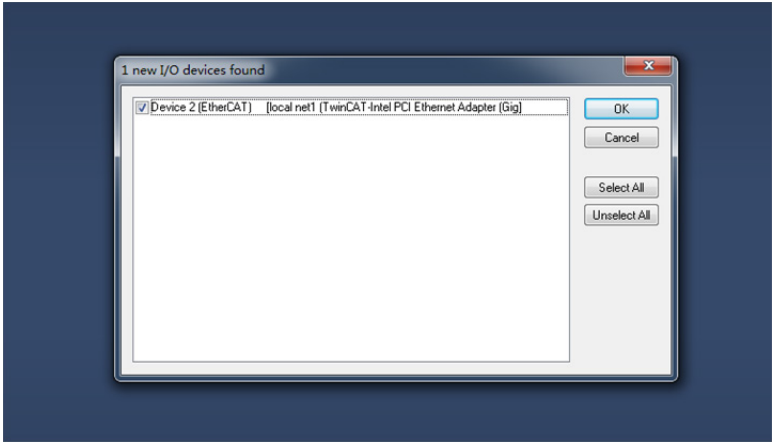 1 new I/O devices found
Device 2 (EtherCAT) [local net1 (TwinCAT-Intel PCI Ethernet Adapter (Gig]
OK
Cancel
Select All
Unselect All